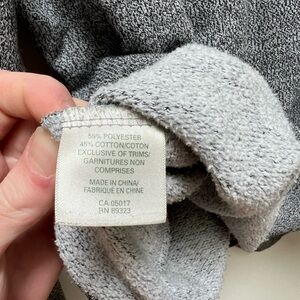 55% POLYESTER
45% COTTON/COTON
EXCLUSIVE OF TRIMS/
GARNITURES NON
COMPRISES
MADE IN CHINA/
FABRIQUÉ EN CHINE
CA 05017
RN 89323